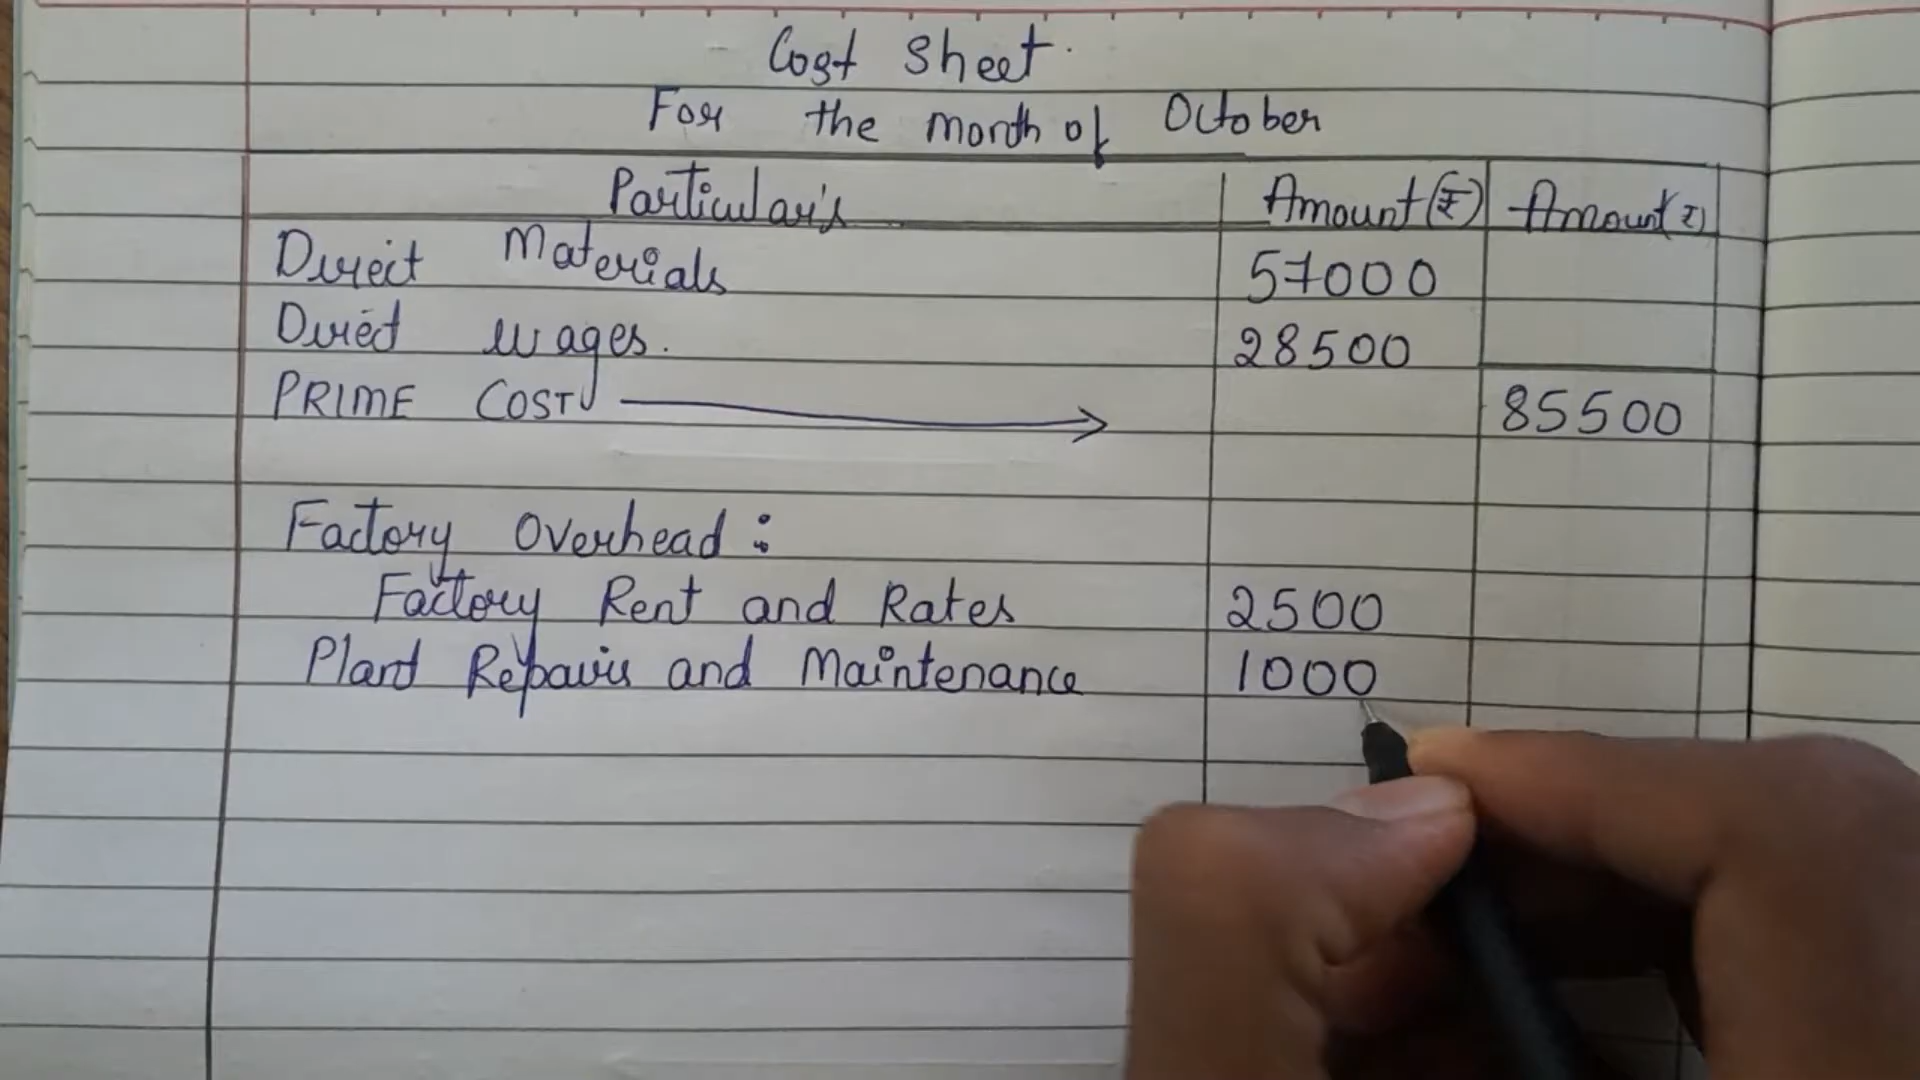 Cost Sheet.
For the month of October
Particulars Amount(₹) Amount(₹)
Direct Materials 57000
Direct wages. 28500
PRIME COST 85500
Factory Overhead :
Factory Rent and Rates 2500
Plant Repairs and Maintenance 1000